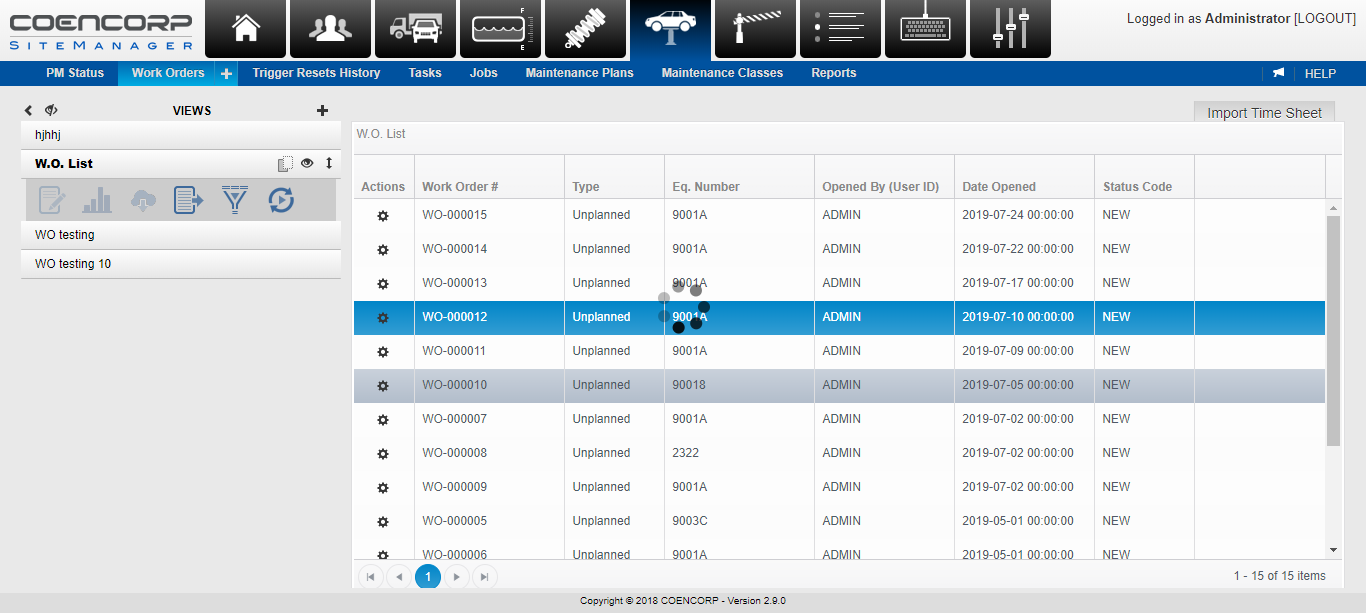 COENCORP
SITEMANAGER
F
E
Logged in as Administrator [LOGOUT]
PM Status Work Orders + Trigger Resets History Tasks Jobs Maintenance Plans Maintenance Classes Reports HELP
VIEWS
hjhhj
W.O. List
WO testing
WO testing 10
Import Time Sheet
W.O. List
Actions Work Order # Type Eq. Number Opened By (User ID) Date Opened Status Code
WO-000015 Unplanned 9001A ADMIN 2019-07-24 00:00:00 NEW
WO-000014 Unplanned 9001A ADMIN 2019-07-22 00:00:00 NEW
WO-000013 Unplanned 9001A ADMIN 2019-07-17 00:00:00 NEW
WO-000012 Unplanned 9001A ADMIN 2019-07-10 00:00:00 NEW
WO-000011 Unplanned 9001A ADMIN 2019-07-09 00:00:00 NEW
WO-000010 Unplanned 90018 ADMIN 2019-07-05 00:00:00 NEW
WO-000007 Unplanned 9001A ADMIN 2019-07-02 00:00:00 NEW
WO-000008 Unplanned 2322 ADMIN 2019-07-02 00:00:00 NEW
WO-000009 Unplanned 9001A ADMIN 2019-07-02 00:00:00 NEW
WO-000005 Unplanned 9003C ADMIN 2019-05-01 00:00:00 NEW
WO-000006 Unplanned 9001A ADMIN 2019-05-01 00:00:00 NEW
1
1 - 15 of 15 items
Copyright © 2018 COENCORP - Version 2.9.0